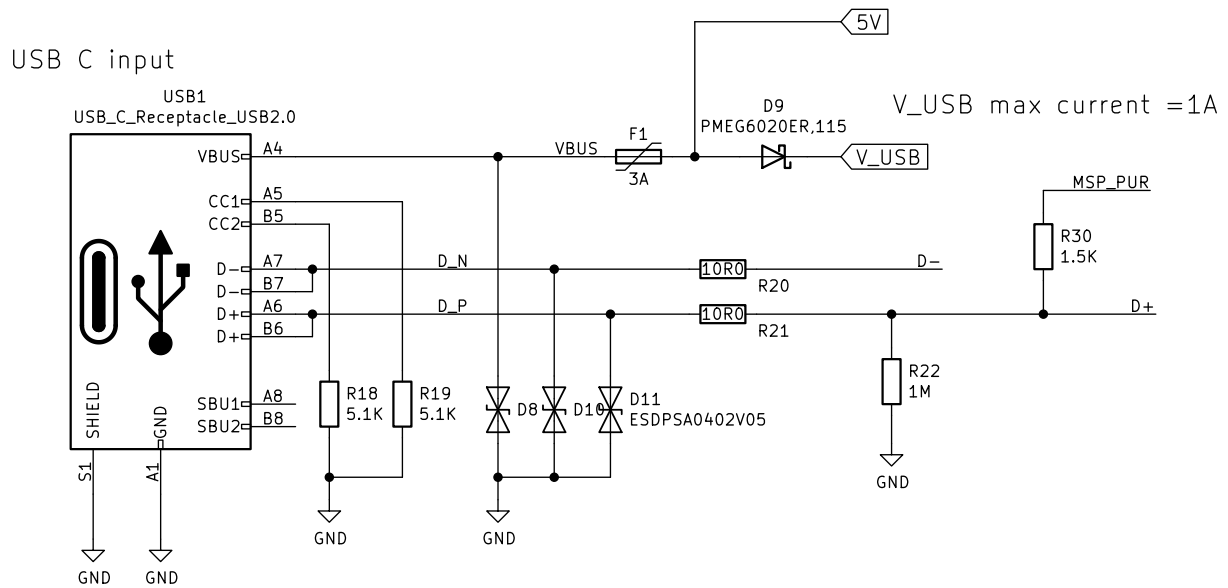 5V
USB C input
USB1
USB_C_Receptacle_USB2.0
D9
PMEG6020ER,115
V_USB max current =1A
F1
3A
VBUS
V_USB
VBUS
A4
CC1
A5
CC2
B5
MSP_PUR
R30
1.5K
D-
A7
D_N
10R0
R20
D-
D-
B7
D+
A6
D_P
10R0
R21
D+
D+
B6
R18
5.1K
R19
5.1K
D8
D10
D11
ESDPSA0402V05
R22
1M
SBU1
A8
SBU2
B8
SHIELD
GND
S1
A1
GND
GND
GND
GND
GND